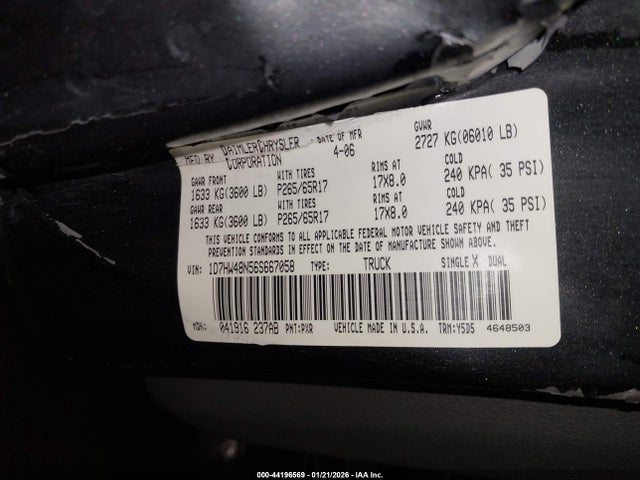 MFD BY DAIMLERCHRYSLER CORPORATION DATE OF MFR 4-06 GVWR 2727 KG(06010 LB)
GAWR FRONT WITH TIRES RIMS AT COLD
1633 KG(3600 LB) P265/65R17 17X8.0 240 KPA( 35 PSI)
GAWR REAR WITH TIRES RIMS AT COLD
1633 KG(3600 LB) P265/65R17 17X8.0 240 KPA( 35 PSI)
THIS VEHICLE CONFORMS TO ALL APPLICABLE FEDERAL MOTOR VEHICLE SAFETY AND THEFT
PREVENTION STANDARDS IN EFFECT ON THE DATE OF MANUFACTURE SHOWN ABOVE.
VIN: 1D7HW48N56S667058 TYPE: TRUCK SINGLE X DUAL
MDH: 041916 237AB PNT:PXR VEHICLE MADE IN U.S.A. TRM:Y5D5 4648503
000-44196569 | 01/21/2026 - Copyright IAA Inc.